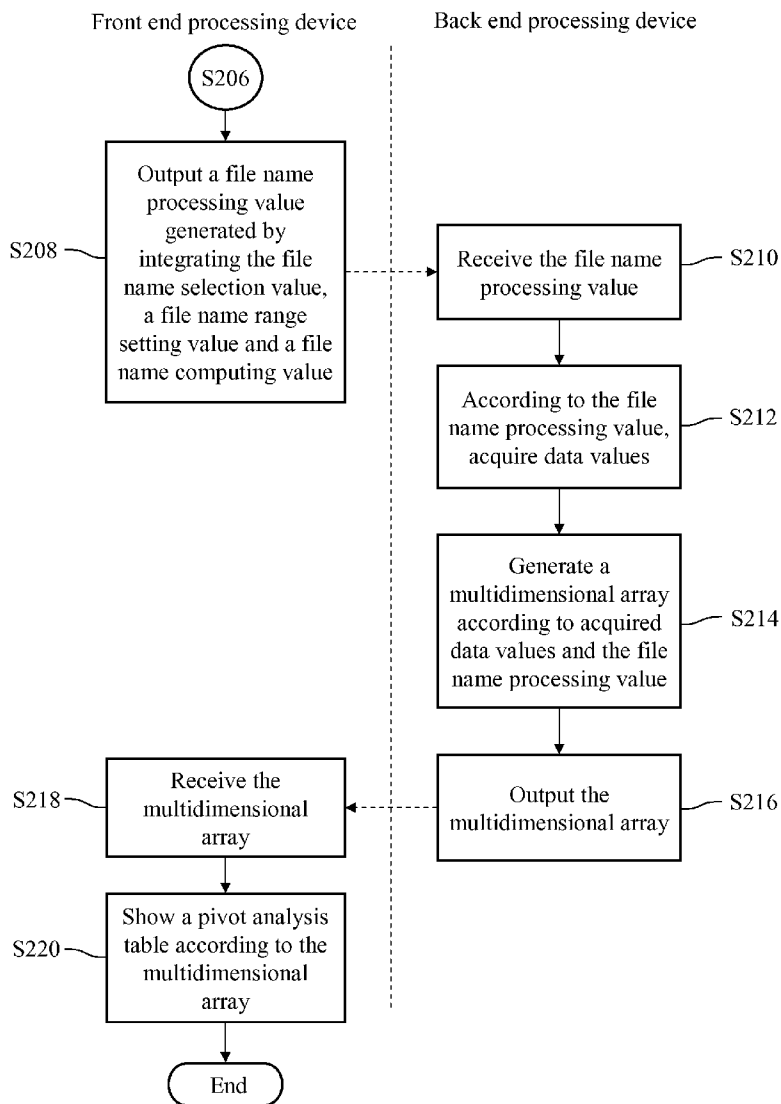 Front end processing device
Back end processing device
S206
Output a file name
processing value
generated by
integrating the file
name selection value,
a file name range
setting value and a file
name computing value
S208
Receive the file name
processing value
S210
According to the file
name processing value,
acquire data values
S212
Generate a
multidimensional array
according to acquired
data values and the file
name processing value
S214
Output the
multidimensional array
S216
Receive the
multidimensional
array
S218
Show a pivot analysis
table according to the
multidimensional
array
S220
End